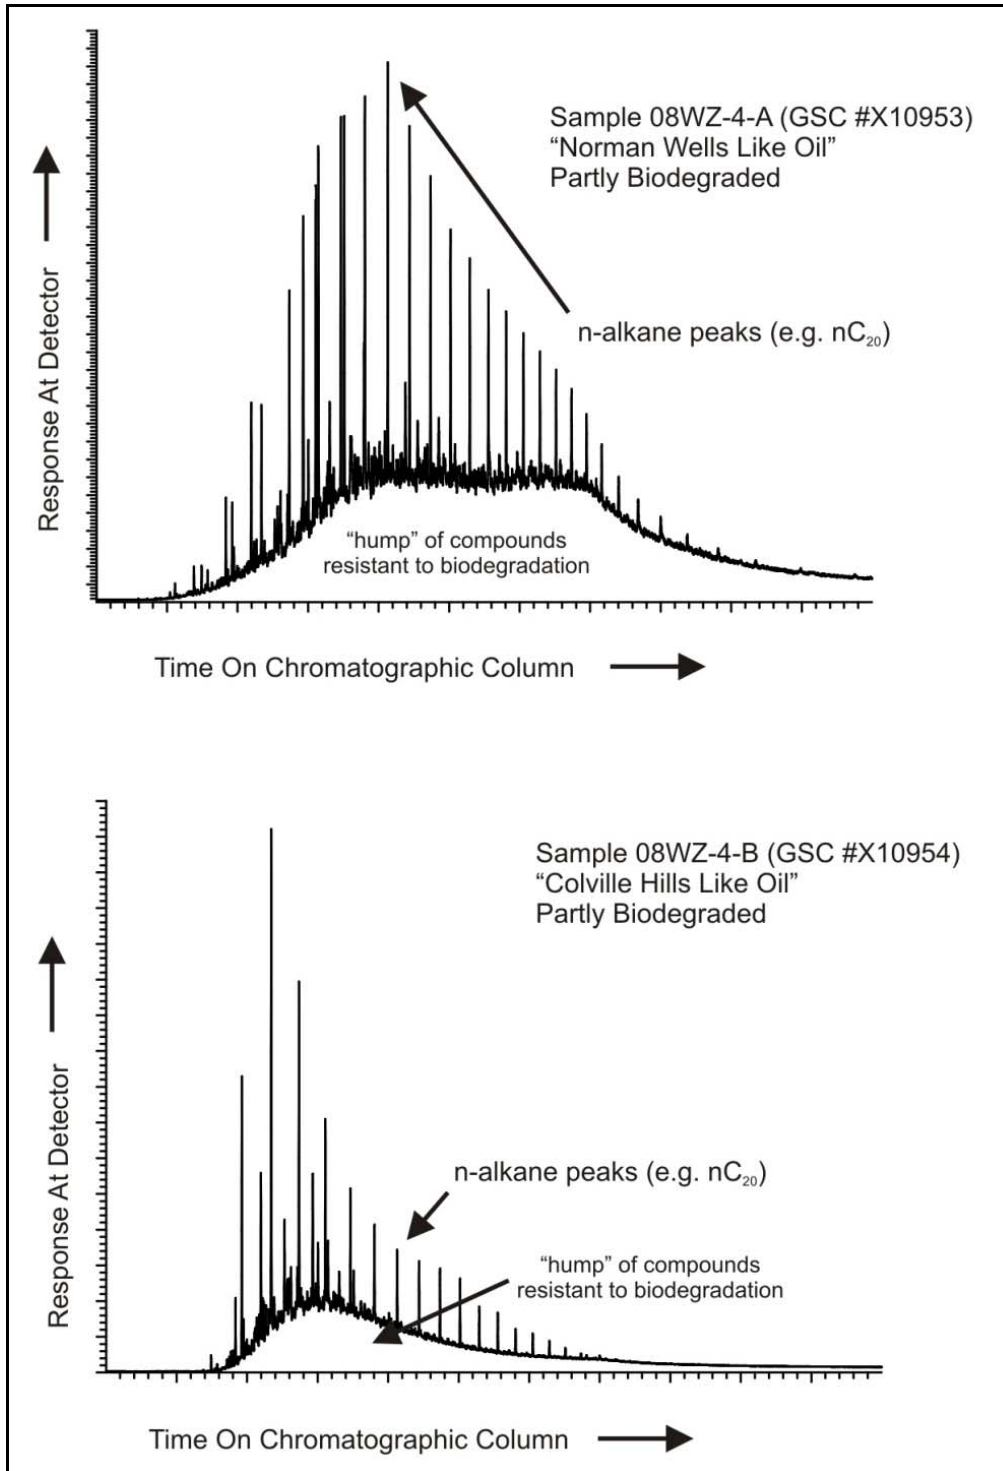 Sample 08WZ-4-A (GSC #X10953)
“Norman Wells Like Oil”
Partly Biodegraded
Response At Detector
n-alkane peaks (e.g. nC₂₀)
“hump” of compounds
resistant to biodegradation
Time On Chromatographic Column
Sample 08WZ-4-B (GSC #X10954)
“Colville Hills Like Oil”
Partly Biodegraded
Response At Detector
n-alkane peaks (e.g. nC₂₀)
“hump” of compounds
resistant to biodegradation
Time On Chromatographic Column